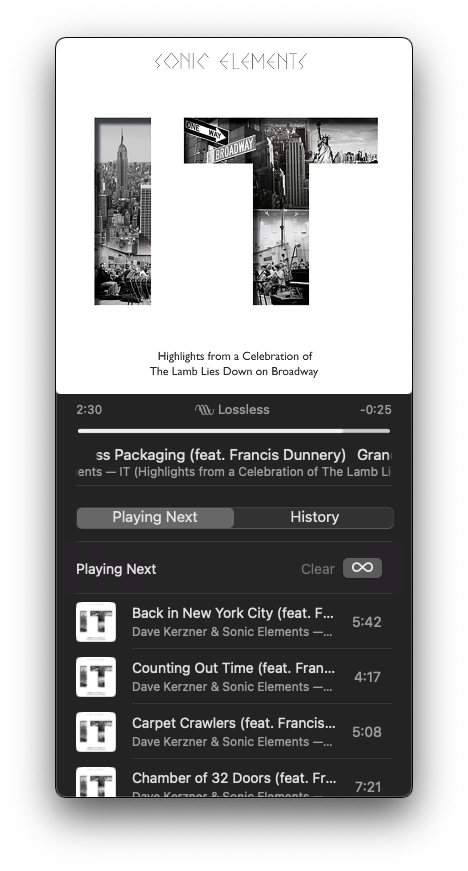 SONIC ELEMENTS
IT
ONE WAY
BROADWAY
Highlights from a Celebration of
The Lamb Lies Down on Broadway
2:30 Lossless -0:25
ss Packaging (feat. Francis Dunnery) Gran
ents — IT (Highlights from a Celebration of The Lamb Li
Playing Next History
Playing Next Clear
Back in New York City (feat. F... 5:42
Dave Kerzner & Sonic Elements —...
Counting Out Time (feat. Fran... 4:17
Dave Kerzner & Sonic Elements —...
Carpet Crawlers (feat. Francis... 5:08
Dave Kerzner & Sonic Elements —...
Chamber of 32 Doors (feat. Fr... 7:21
Dave Kerzner & Sonic Elements —...